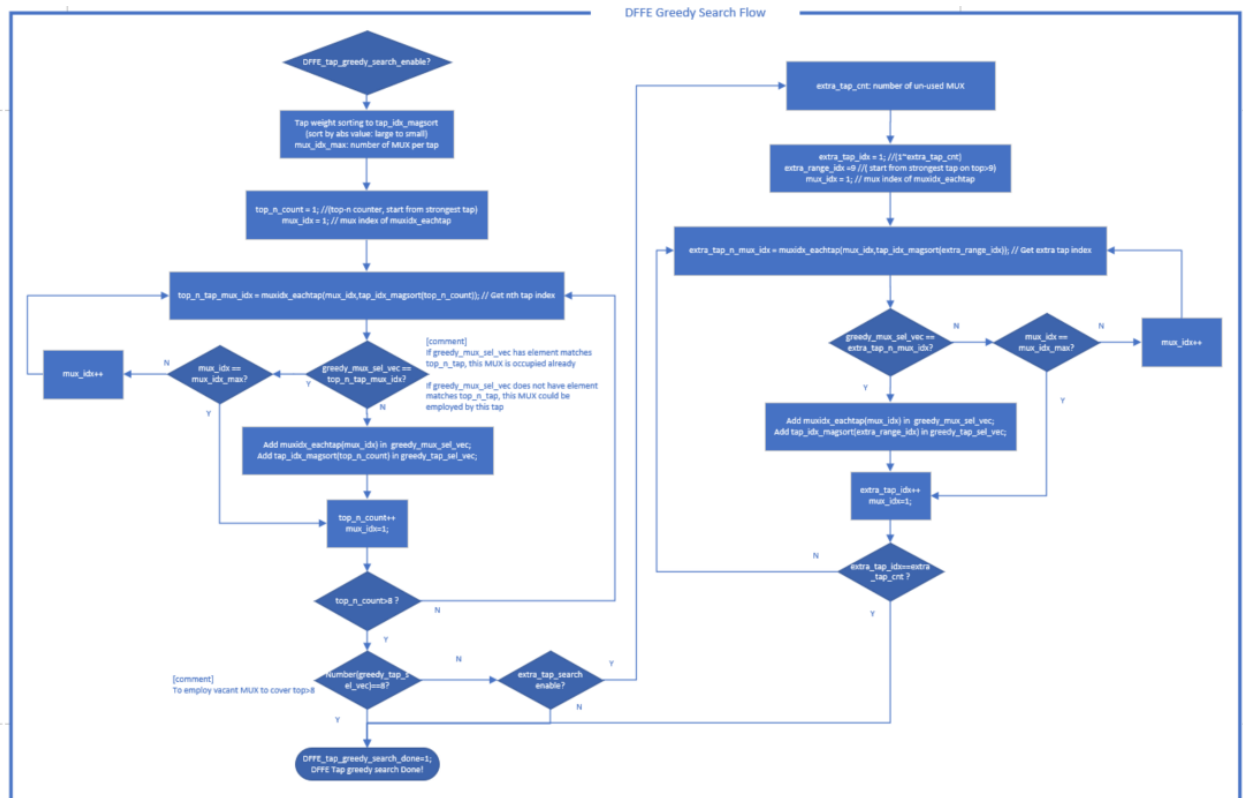 DFFE Greedy Search Flow
DFFE_tap_greedy_search_enable?
Tap weight sorting to tap_idx_magsort
(sort by abs value: large to small)
mux_idx_max: number of MUX per tap
top_n_count = 1; //(top-n counter, start from strongest tap)
mux_idx = 1; // mux index of muxidx_eachtap
top_n_tap_mux_idx = muxidx_eachtap(mux_idx,tap_idx_magsort(top_n_count)); // Get nth tap index
[comment]
If greedy_mux_sel_vec has element matches
top_n_tap, this MUX is occupied already
If greedy_mux_sel_vec does not have element
matches top_n_tap, this MUX could be
employed by this tap
greedy_mux_sel_vec ==
top_n_tap_mux_idx?
Y
N
mux_idx ==
mux_idx_max?
N
Y
mux_idx++
Add muxidx_eachtap(mux_idx) in greedy_mux_sel_vec;
Add tap_idx_magsort(top_n_count) in greedy_tap_sel_vec;
top_n_count++
mux_idx=1;
top_n_count>8 ?
N
Y
[comment]
To employ vacant MUX to cover top>8
Number(greedy_tap_s
el_vec)==8?
N
Y
extra_tap_search
enable?
Y
N
DFFE_tap_greedy_search_done=1;
DFFE Tap greedy search Done!
extra_tap_cnt: number of un-used MUX
extra_tap_idx = 1; //(1~extra_tap_cnt)
extra_range_idx =9 //( start from strongest tap on top>9)
mux_idx = 1; // mux index of muxidx_eachtap
extra_tap_n_mux_idx = muxidx_eachtap(mux_idx,tap_idx_magsort(extra_range_idx)); // Get extra tap index
greedy_mux_sel_vec ==
extra_tap_n_mux_idx?
N
Y
mux_idx ==
mux_idx_max?
N
Y
mux_idx++
Add muxidx_eachtap(mux_idx) in greedy_mux_sel_vec;
Add tap_idx_magsort(extra_range_idx) in greedy_tap_sel_vec;
extra_tap_idx++
mux_idx=1;
extra_tap_idx==extra
_tap_cnt ?
N
Y